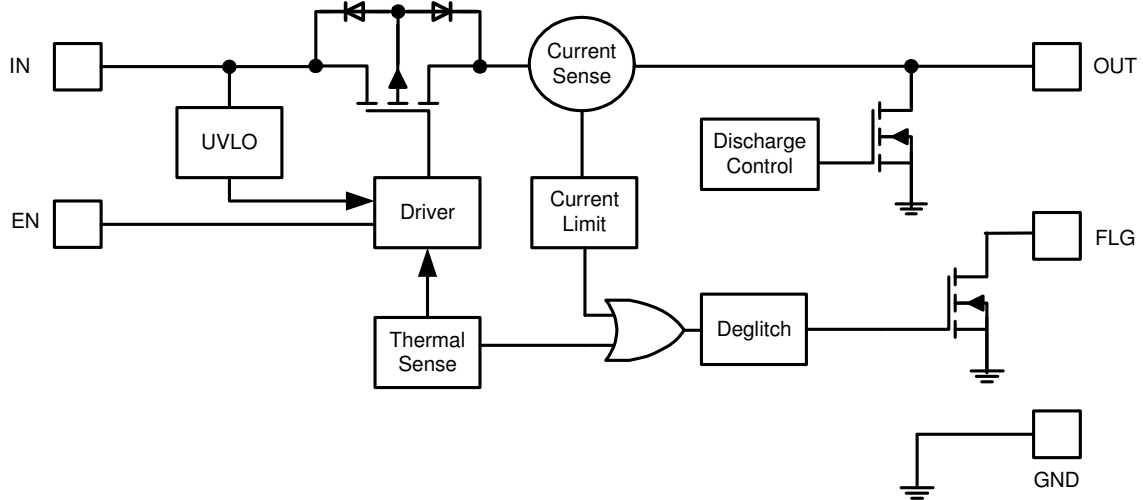 IN
Current
Sense
OUT
UVLO
Discharge
Control
EN
Driver
Current
Limit
FLG
Thermal
Sense
Deglitch
GND